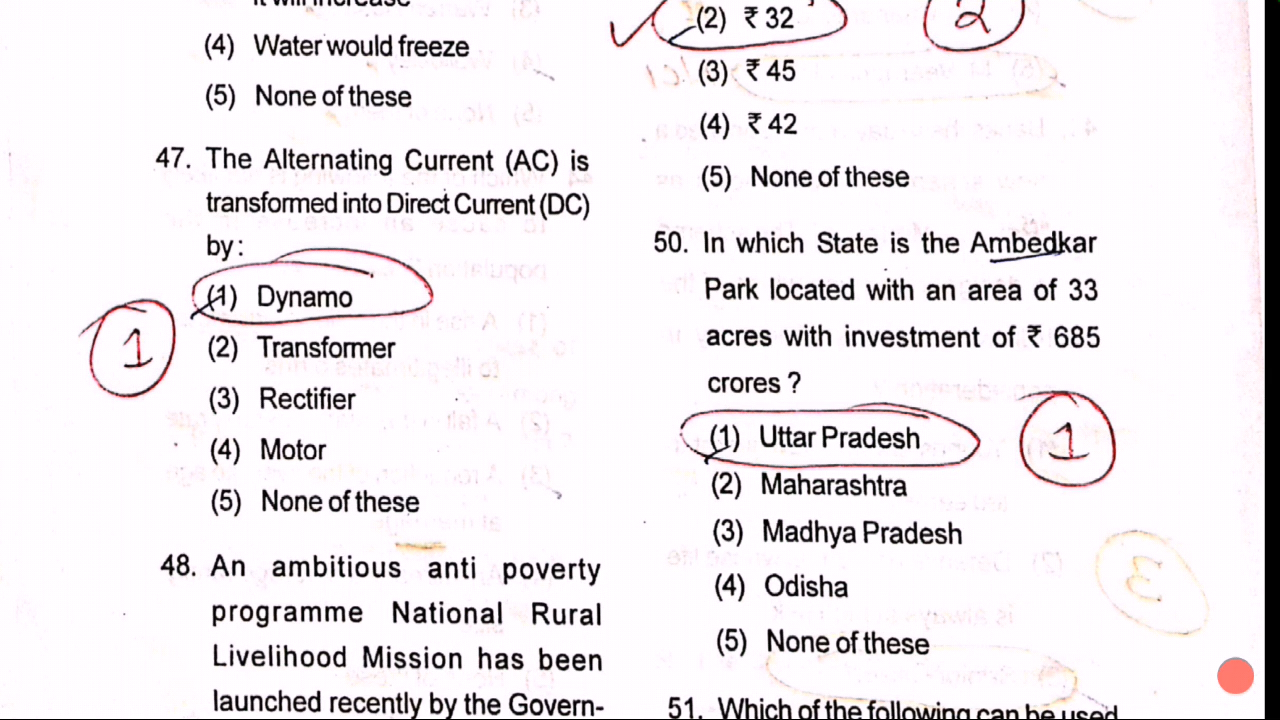 It will increase
(4) Water would freeze
(5) None of these
47. The Alternating Current (AC) is
transformed into Direct Current (DC)
by :
(1) Dynamo
1
(2) Transformer
(3) Rectifier
(4) Motor
(5) None of these
48. An ambitious anti poverty
programme National Rural
Livelihood Mission has been
launched recently by the Govern-
(2) ₹ 32
2
(3) ₹ 45
(4) ₹ 42
(5) None of these
50. In which State is the Ambedkar
Park located with an area of 33
acres with investment of ₹ 685
crores ?
(1) Uttar Pradesh
1
(2) Maharashtra
(3) Madhya Pradesh
(4) Odisha
(5) None of these
51. Which of the following can be used